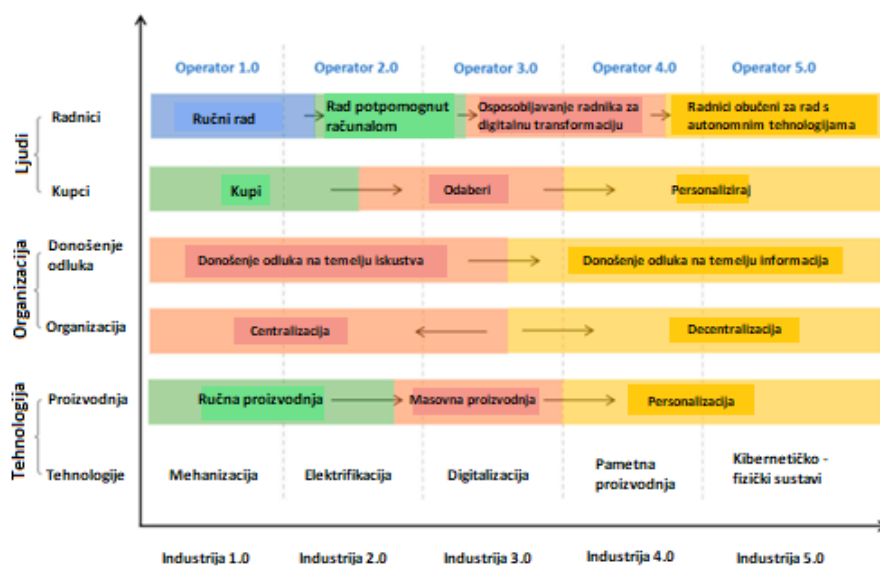 Operator 1.0
Operator 2.0
Operator 3.0
Operator 4.0
Operator 5.0
Ljudi
Radnici
Ručni rad
Rad potpomognut
računalom
Osposobljavanje radnika za
digitalnu transformaciju
Radnici obučeni za rad s
autonomnim tehnologijama
Kupci
Kupi
Odaberi
Personaliziraj
Organizacija
Donošenje
odluka
Donošenje odluka na temelju iskustva
Donošenje odluka na temelju informacija
Organizacija
Centralizacija
Decentralizacija
Tehnologija
Proizvodnja
Ručna proizvodnja
Masovna proizvodnja
Personalizacija
Tehnologije
Mehanizacija
Elektrifikacija
Digitalizacija
Pametna
proizvodnja
Kibernetičko -
fizički sustavi
Industrija 1.0
Industrija 2.0
Industrija 3.0
Industrija 4.0
Industrija 5.0